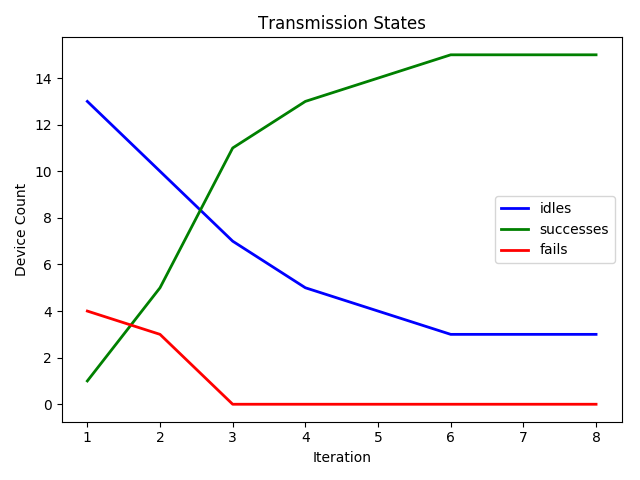 Transmission States
Device Count
14
12
10
8
6
4
2
0
idles
successes
fails
1 2 3 4 5 6 7 8
Iteration